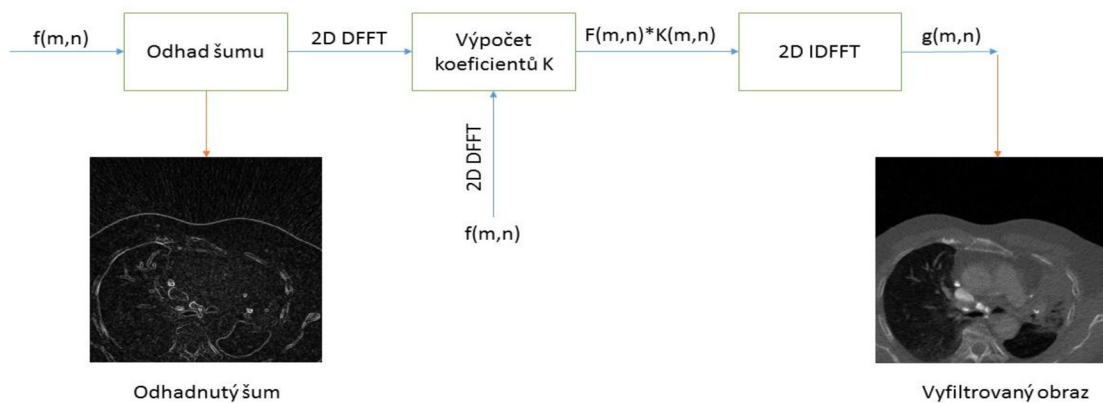 f(m,n)
Odhad šumu
2D DFFT
Výpočet
koeficientů K
F(m,n)*K(m,n)
2D IDFFT
g(m,n)
2D DFFT
f(m,n)
Odhadnutý šum
Vyfiltrovaný obraz